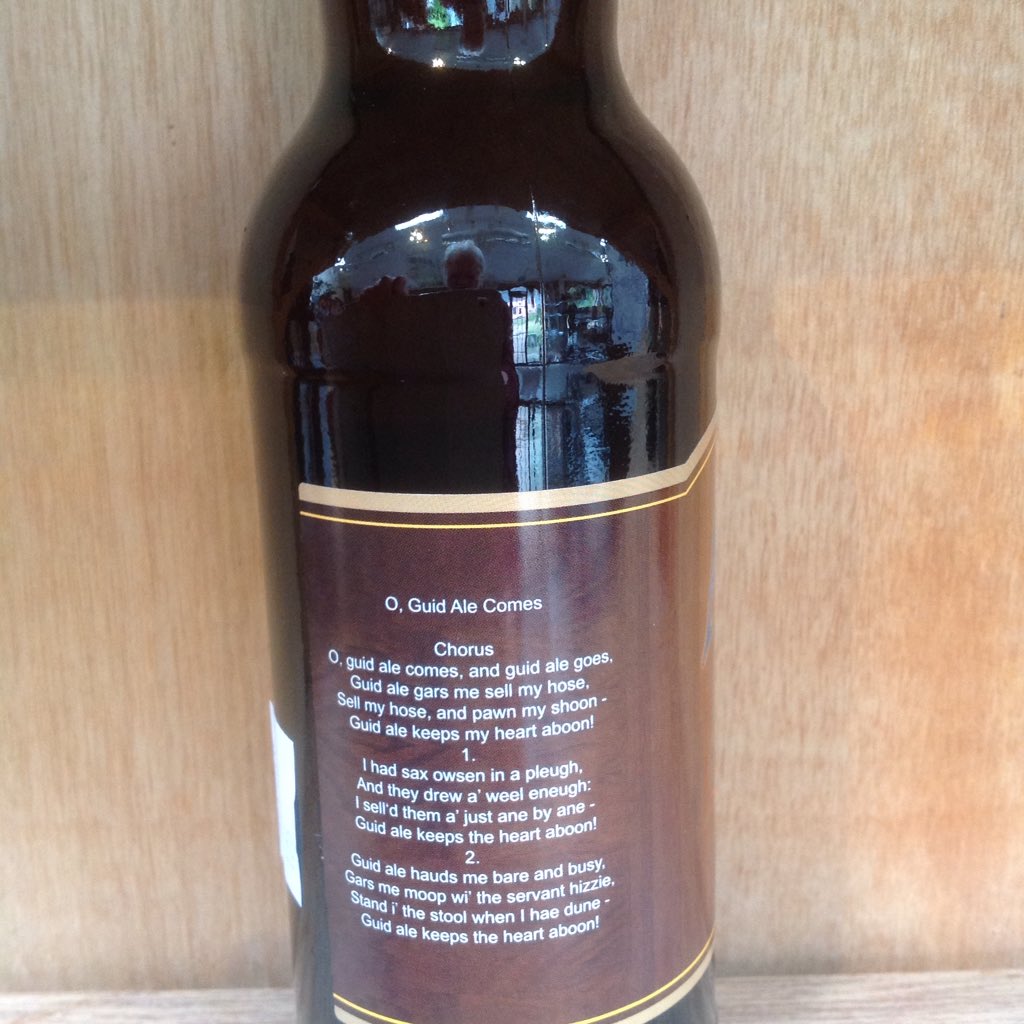 O, Guid Ale Comes
Chorus
O, guid ale comes, and guid ale goes,
Guid ale gars me sell my hose,
Sell my hose, and pawn my shoon -
Guid ale keeps my heart aboon!
1.
I had sax owsen in a pleugh,
And they drew a' weel eneugh:
I sell'd them a' just ane by ane -
Guid ale keeps the heart aboon!
2.
Guid ale hauds me bare and busy,
Gars me moop wi' the servant hizzie,
Stand i' the stool when I hae dune -
Guid ale keeps the heart aboon!